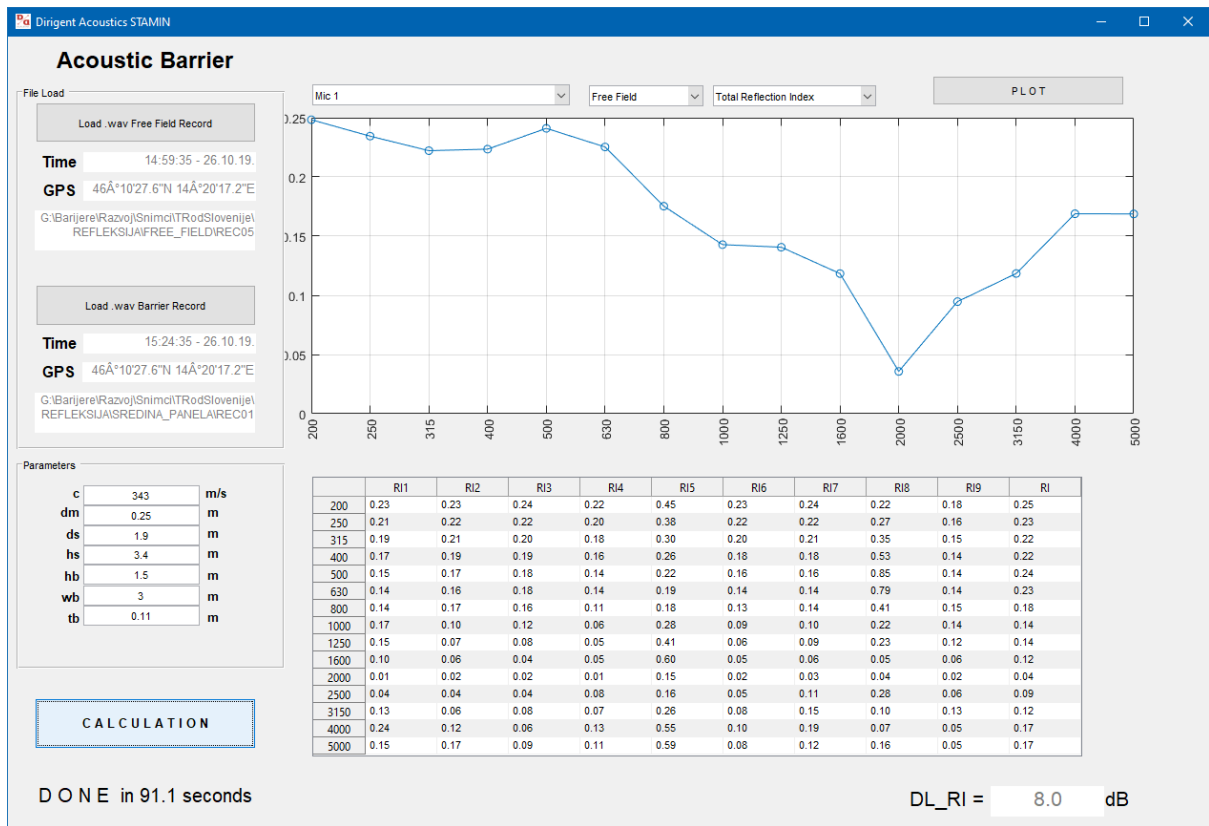 Dirigent Acoustics STAMIN
Acoustic Barrier
File Load
Load .wav Free Field Record
Time 14:59:35 - 26.10.19.
GPS 46Â°10'27.6"N 14Â°20'17.2"E
G:\Barijere\Razvoj\Snimci\TRodSlovenije\
REFLEKSIJA\FREE_FIELD\REC05
Load .wav Barrier Record
Time 15:24:35 - 26.10.19.
GPS 46Â°10'27.6"N 14Â°20'17.2"E
G:\Barijere\Razvoj\Snimci\TRodSlovenije\
REFLEKSIJA\SREDINA_PANELA\REC01
Parameters
c 343 m/s
dm 0.25 m
ds 1.9 m
hs 3.4 m
hb 1.5 m
wb 3 m
tb 0.11 m
CALCULATION
DONE in 91.1 seconds
Mic 1 Free Field Total Reflection Index PLOT
0.25
0.2
0.15
0.1
0.05
0
200 250 315 400 500 630 800 1000 1250 1600 2000 2500 3150 4000 5000
RI1 RI2 RI3 RI4 RI5 RI6 RI7 RI8 RI9 RI
200 0.23 0.23 0.24 0.22 0.45 0.23 0.24 0.22 0.18 0.25
250 0.21 0.22 0.22 0.20 0.38 0.22 0.22 0.27 0.16 0.23
315 0.19 0.21 0.20 0.18 0.30 0.20 0.21 0.35 0.15 0.22
400 0.17 0.19 0.19 0.16 0.26 0.18 0.18 0.53 0.14 0.22
500 0.15 0.17 0.18 0.14 0.22 0.16 0.16 0.85 0.14 0.24
630 0.14 0.16 0.18 0.14 0.19 0.14 0.14 0.79 0.14 0.23
800 0.14 0.17 0.16 0.11 0.18 0.13 0.14 0.41 0.15 0.18
1000 0.17 0.10 0.12 0.06 0.28 0.09 0.10 0.22 0.14 0.14
1250 0.15 0.07 0.08 0.05 0.41 0.06 0.09 0.23 0.12 0.14
1600 0.10 0.06 0.04 0.05 0.60 0.05 0.06 0.05 0.06 0.12
2000 0.01 0.02 0.02 0.01 0.15 0.02 0.03 0.04 0.02 0.04
2500 0.04 0.04 0.04 0.08 0.16 0.05 0.11 0.28 0.06 0.09
3150 0.13 0.06 0.08 0.07 0.26 0.08 0.15 0.10 0.13 0.12
4000 0.24 0.12 0.06 0.13 0.55 0.10 0.19 0.07 0.05 0.17
5000 0.15 0.17 0.09 0.11 0.59 0.08 0.12 0.16 0.05 0.17
DL_RI = 8.0 dB